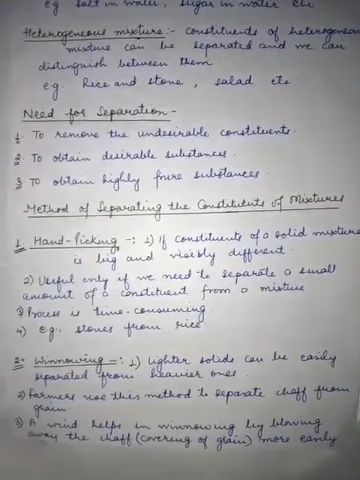 eg salt in water, sugar in water etc
Heterogeneous mixture :- constituents of heterogeneous
mixture can be separated and we can
distinguish between them.
e.g. Rice and stone, salad etc.
Need for Separation -
1. To remove the undesirable constituents.
2. To obtain desirable substances.
3. To obtain highly pure substances.
Method of Separating the Constituents of Mixtures
1. Hand-Picking -: 1) If constituents of a solid mixture
is big and visibly different.
2) Useful only if we need to separate a small
amount of a constituent from a mixture
3) Process is time-consuming.
4) eg. stones from rice
2. Winnowing -: 1) Lighter solids can be easily
separated from heavier ones.
2) Farmers use this method to separate chaff from
grain.
3) A wind helps in winnowing by blowing
away the chaff (covering of grain) more easily